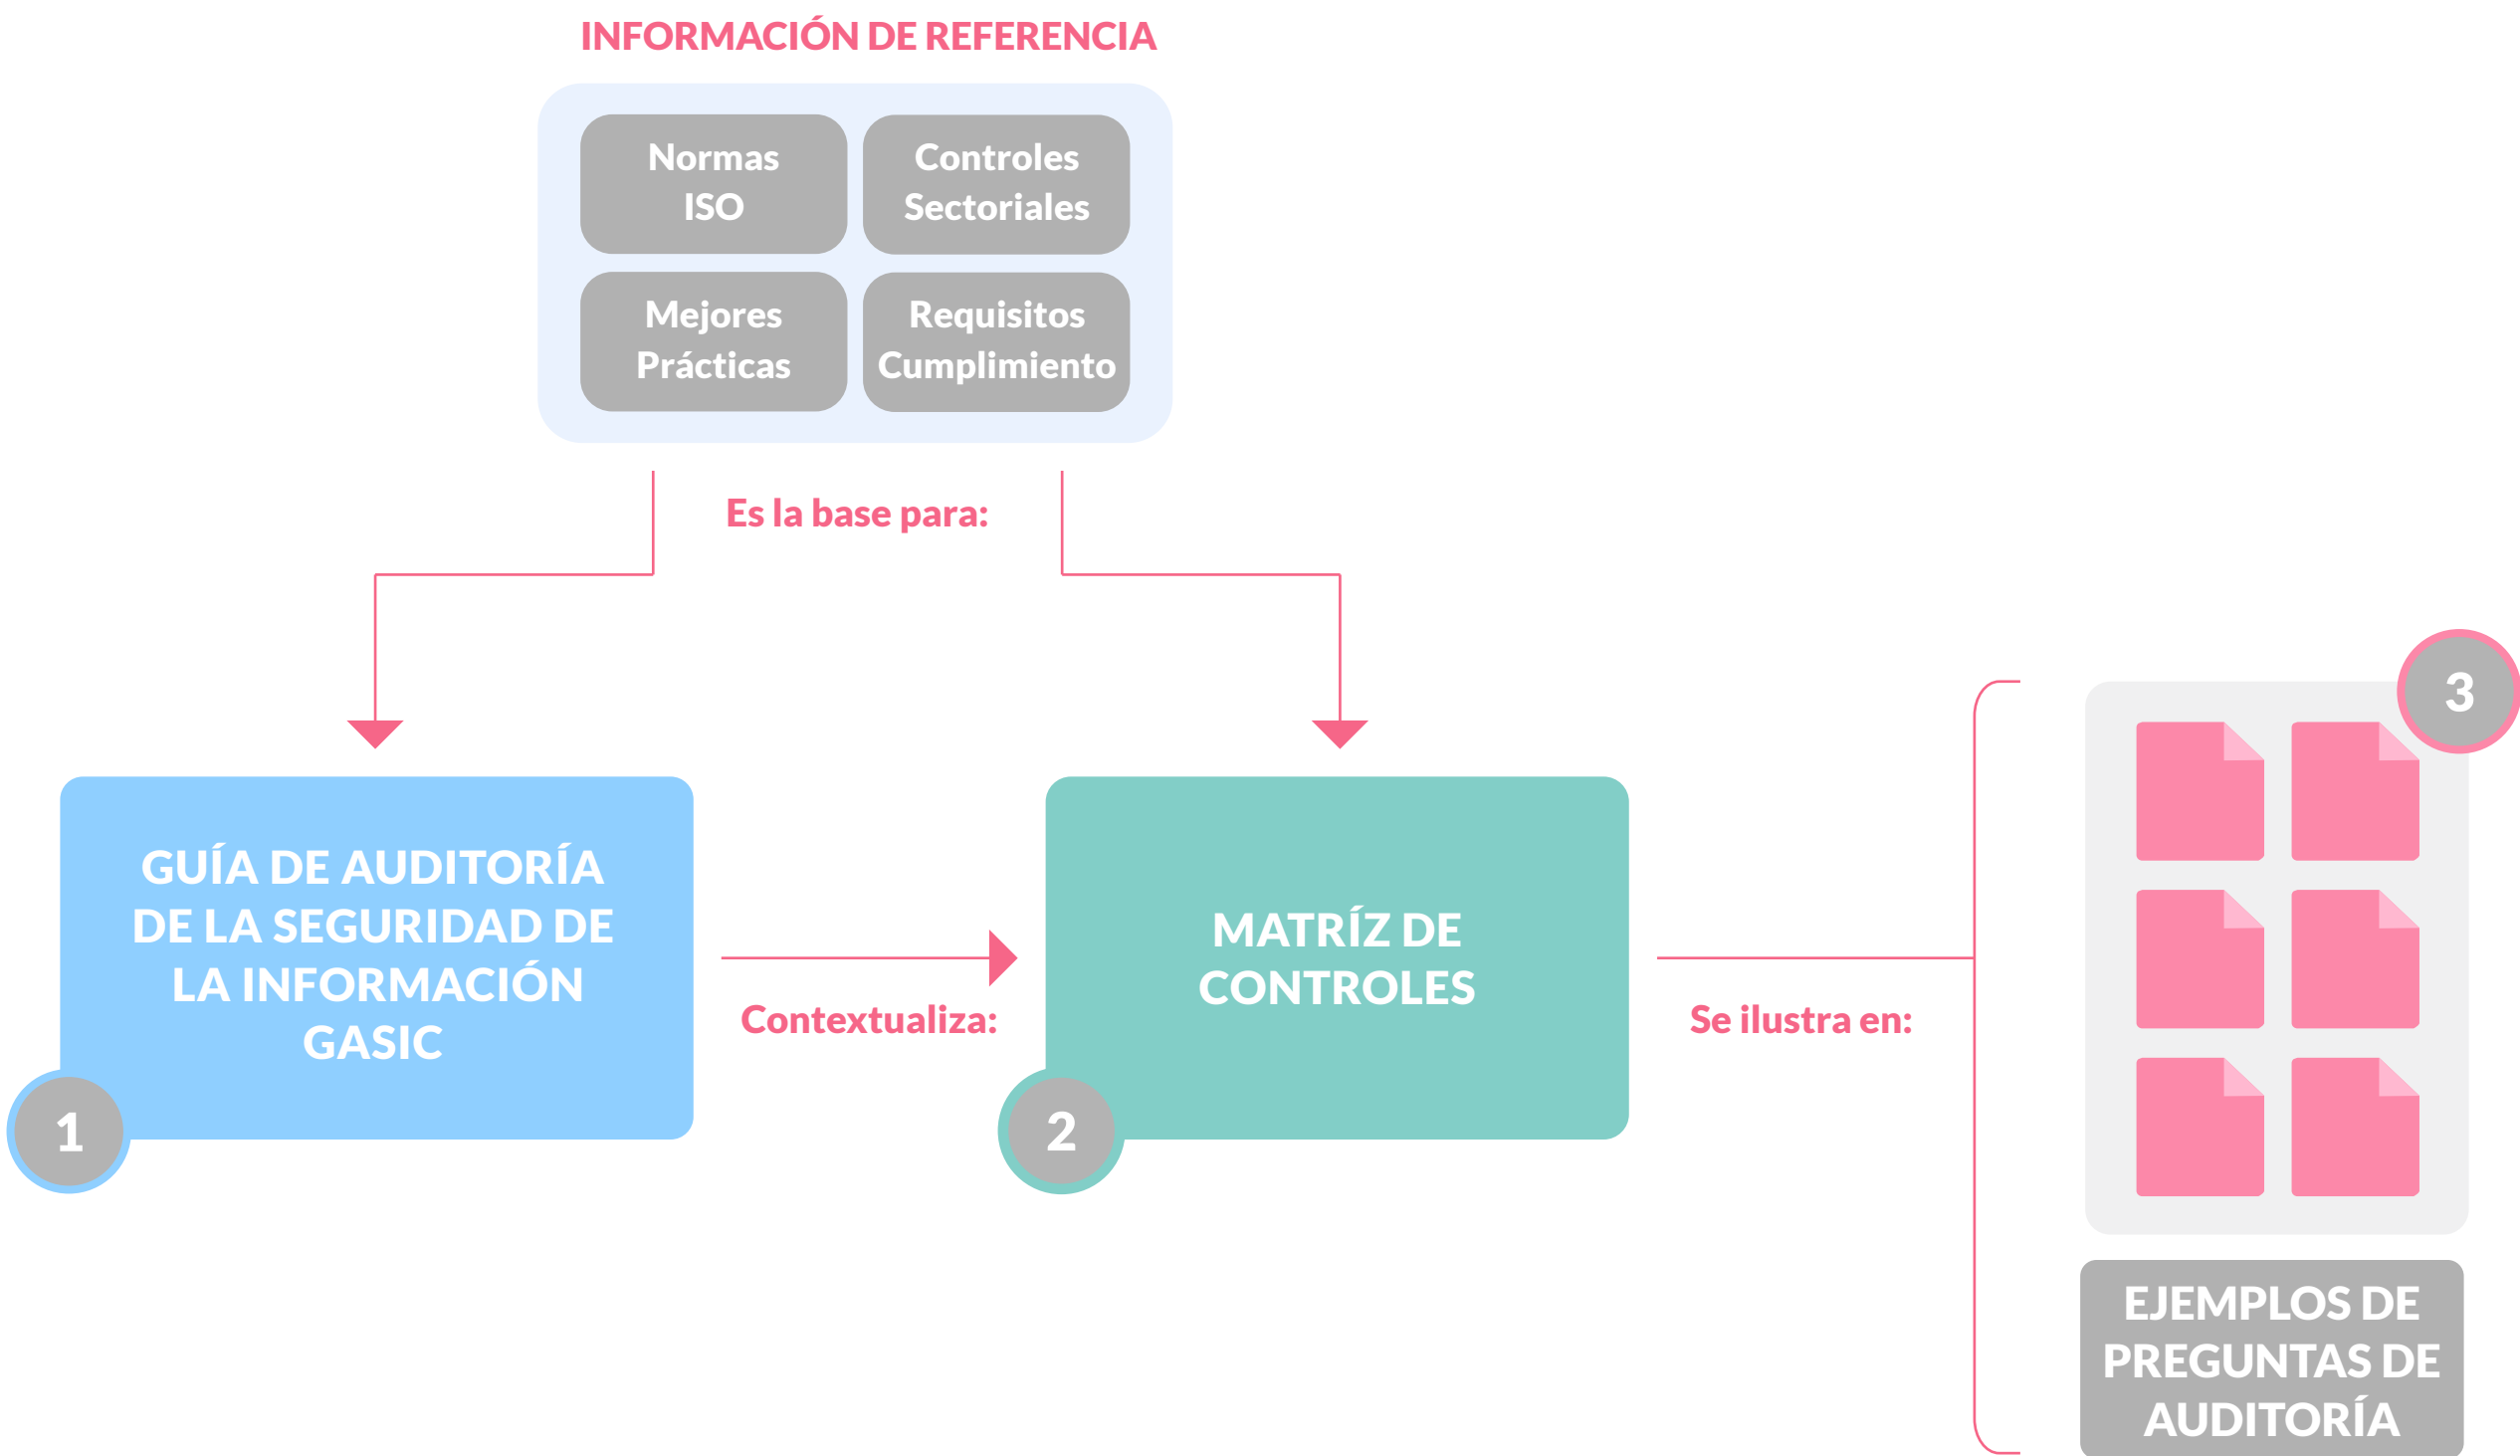 INFORMACIÓN DE REFERENCIA
Normas
ISO
Controles
Sectoriales
Mejores
Prácticas
Requisitos
Cumplimiento
Es la base para:
GUÍA DE AUDITORÍA
DE LA SEGURIDAD DE
LA INFORMACIÓN
GASIC
1
Contextualiza:
MATRÍZ DE
CONTROLES
2
Se ilustra en:
3
EJEMPLOS DE
PREGUNTAS DE
AUDITORÍA